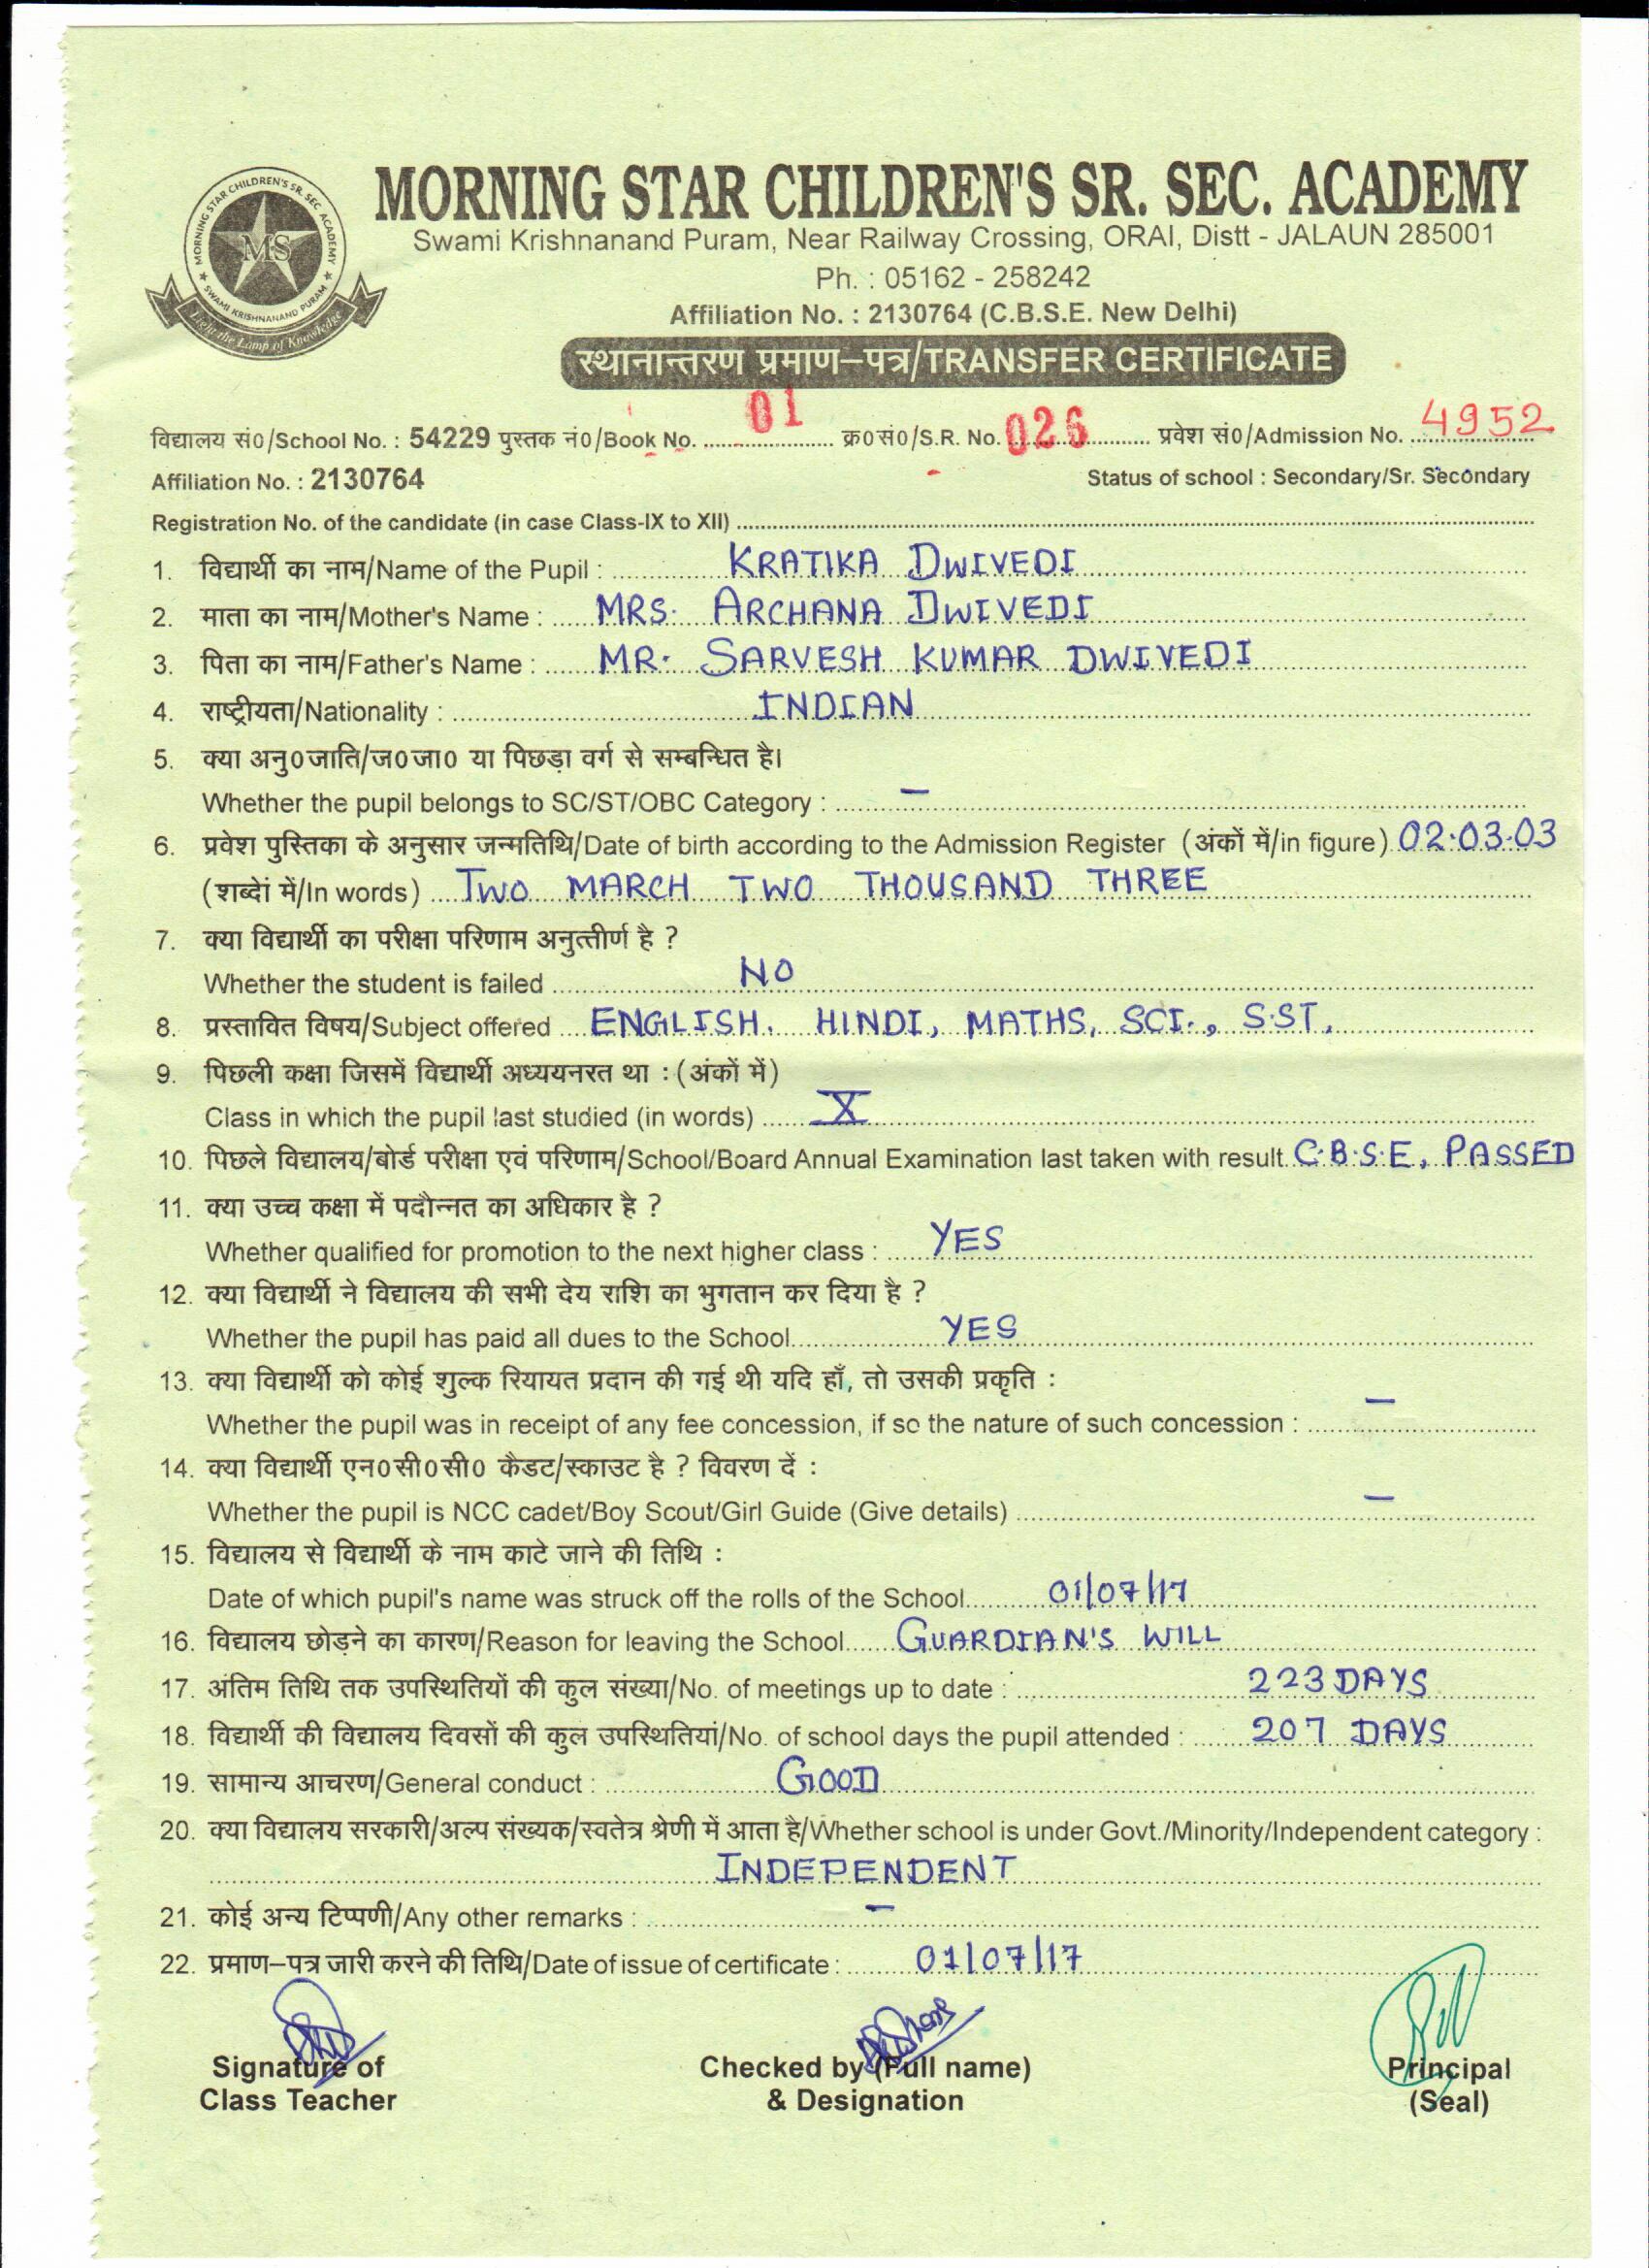 MORNING STAR CHILDREN'S SR. SEC. ACADEMY
MORNING STAR CHILDREN'S SR. SEC ACADEMY
MS
SWAMI KRISHNANAND PURAM
Light the Lamp of Knowledge
Swami Krishnanand Puram, Near Railway Crossing, ORAI, Distt - JALAUN 285001
Ph. : 05162 - 258242
Affiliation No. : 2130764 (C.B.S.E. New Delhi)
स्थानान्तरण प्रमाण–पत्र/TRANSFER CERTIFICATE
विद्यालय सं0/School No. : 54229 पुस्तक नं0/Book No. 01 क्र0सं0/S.R. No. 026 प्रवेश सं0/Admission No. 4952
Affiliation No. : 2130764 Status of school : Secondary/Sr. Secondary
Registration No. of the candidate (in case Class-IX to XII)
1. विद्यार्थी का नाम/Name of the Pupil : KRATIKA DWIVEDI
2. माता का नाम/Mother's Name : MRS. ARCHANA DWIVEDI
3. पिता का नाम/Father's Name : MR. SARVESH KUMAR DWIVEDI
4. राष्ट्रीयता/Nationality : INDIAN
5. क्या अनु0जाति/ज0जा0 या पिछड़ा वर्ग से सम्बन्धित है।
Whether the pupil belongs to SC/ST/OBC Category : –
6. प्रवेश पुस्तिका के अनुसार जन्मतिथि/Date of birth according to the Admission Register (अंकों में/in figure) 02.03.03
(शब्दों में/In words) TWO MARCH TWO THOUSAND THREE
7. क्या विद्यार्थी का परीक्षा परिणाम अनुत्तीर्ण है ?
Whether the student is failed NO
8. प्रस्तावित विषय/Subject offered ENGLISH, HINDI, MATHS, SCI., S.ST.
9. पिछली कक्षा जिसमें विद्यार्थी अध्ययनरत था : (अंकों में)
Class in which the pupil last studied (in words) X
10. पिछले विद्यालय/बोर्ड परीक्षा एवं परिणाम/School/Board Annual Examination last taken with result C.B.S.E, PASSED
11. क्या उच्च कक्षा में पदौन्नत का अधिकार है ?
Whether qualified for promotion to the next higher class : YES
12. क्या विद्यार्थी ने विद्यालय की सभी देय राशि का भुगतान कर दिया है ?
Whether the pupil has paid all dues to the School YES
13. क्या विद्यार्थी को कोई शुल्क रियायत प्रदान की गई थी यदि हाँ, तो उसकी प्रकृति :
Whether the pupil was in receipt of any fee concession, if so the nature of such concession : –
14. क्या विद्यार्थी एन0सी0सी0 कैडट/स्काउट है ? विवरण दें :
Whether the pupil is NCC cadet/Boy Scout/Girl Guide (Give details) –
15. विद्यालय से विद्यार्थी के नाम काटे जाने की तिथि :
Date of which pupil's name was struck off the rolls of the School 01/07/17
16. विद्यालय छोड़ने का कारण/Reason for leaving the School GUARDIAN'S WILL
17. अंतिम तिथि तक उपस्थितियों की कुल संख्या/No. of meetings up to date : 223 DAYS
18. विद्यार्थी की विद्यालय दिवसों की कुल उपस्थितियां/No. of school days the pupil attended : 207 DAYS
19. सामान्य आचरण/General conduct : GOOD
20. क्या विद्यालय सरकारी/अल्प संख्यक/स्वतेत्र श्रेणी में आता है/Whether school is under Govt./Minority/Independent category :
INDEPENDENT
21. कोई अन्य टिप्पणी/Any other remarks : –
22. प्रमाण–पत्र जारी करने की तिथि/Date of issue of certificate : 01/07/17
Signature of Checked by (Full name) Principal
Class Teacher & Designation (Seal)